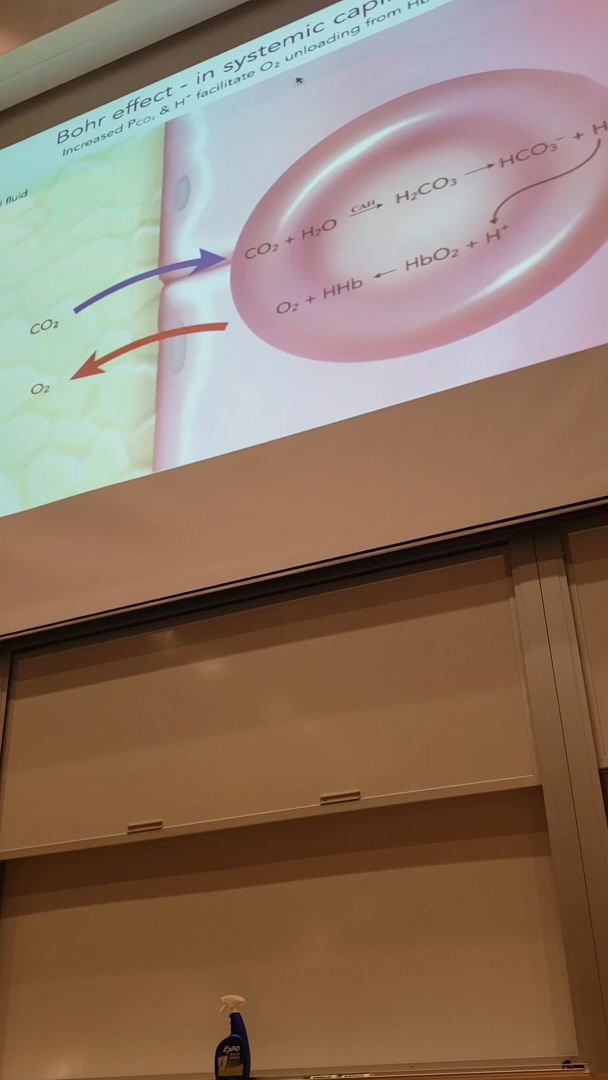 Bohr effect - in systemic
Increased PCO₂ & H⁺ facilitate O₂ unloading from Hb
fluid
CO₂ + H₂O CAH → H₂CO₃ → HCO₃⁻ + H
O₂ + HHb ← HbO₂ + H⁺
CO₂
O₂
EXPO